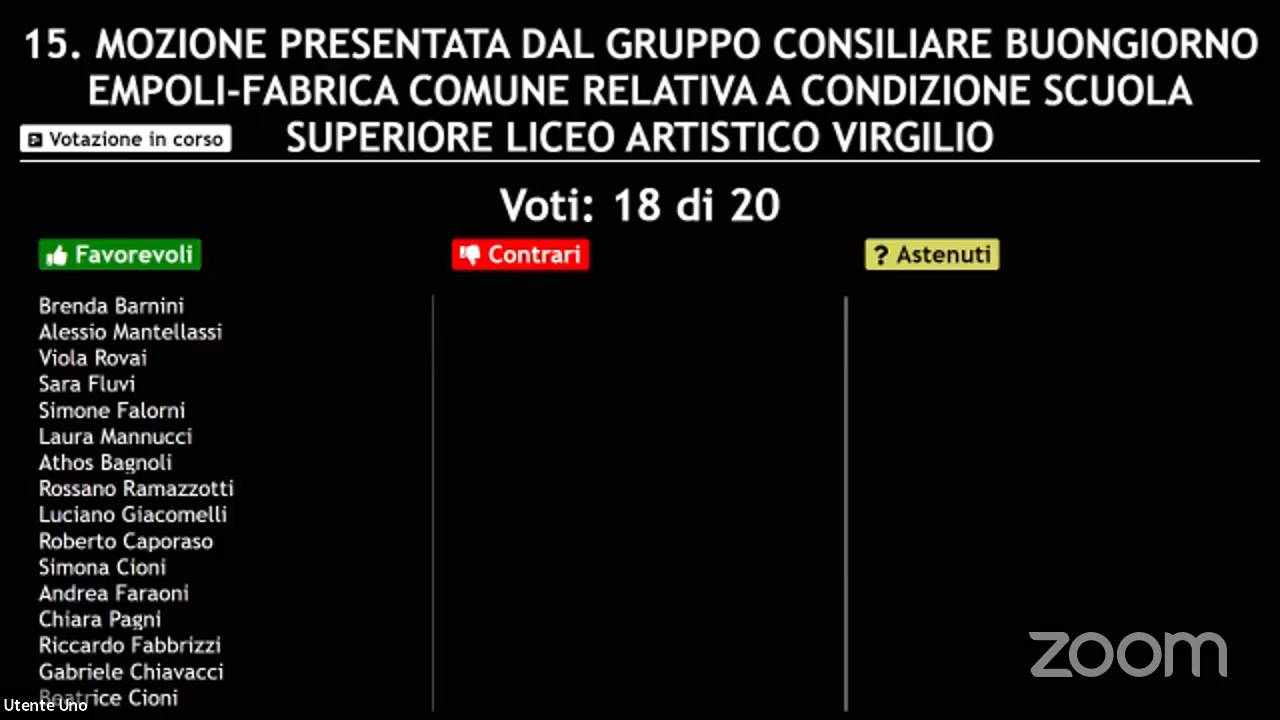 15. MOZIONE PRESENTATA DAL GRUPPO CONSILIARE BUONGIORNO
EMPOLI-FABRICA COMUNE RELATIVA A CONDIZIONE SCUOLA
SUPERIORE LICEO ARTISTICO VIRGILIO
Votazione in corso
Voti: 18 di 20
Favorevoli
Contrari
? Astenuti
Brenda Barnini
Alessio Mantellassi
Viola Rovai
Sara Fluvi
Simone Falorni
Laura Mannucci
Athos Bagnoli
Rossano Ramazzotti
Luciano Giacomelli
Roberto Caporaso
Simona Cioni
Andrea Faraoni
Chiara Pagni
Riccardo Fabbrizzi
Gabriele Chiavacci
Beatrice Cioni
Utente Uno
zoom